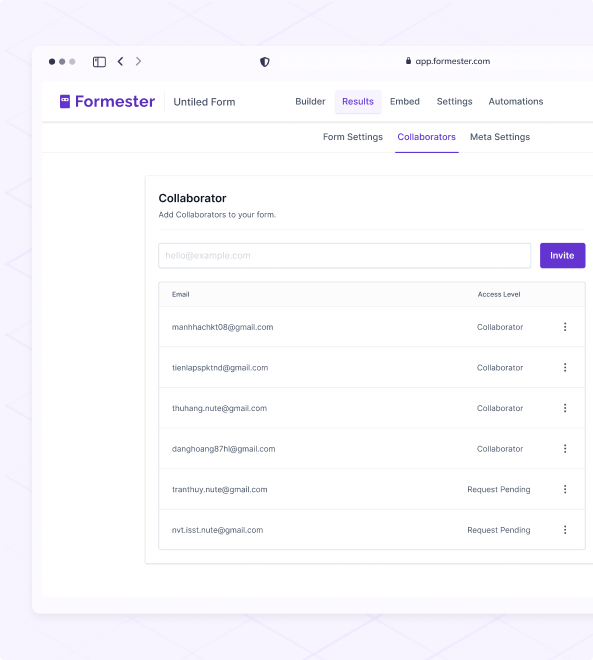 app.formester.com
Formester Untiled Form Builder Results Embed Settings Automations
Form Settings Collaborators Meta Settings
Collaborator
Add Collaborators to your form.
hello@example.com Invite
Email Access Level
manhhachkt08@gmail.com Collaborator
tienlapspktnd@gmail.com Collaborator
thuhang.nute@gmail.com Collaborator
danghoang87hl@gmail.com Collaborator
tranthuy.nute@gmail.com Request Pending
nvt.isst.nute@gmail.com Request Pending